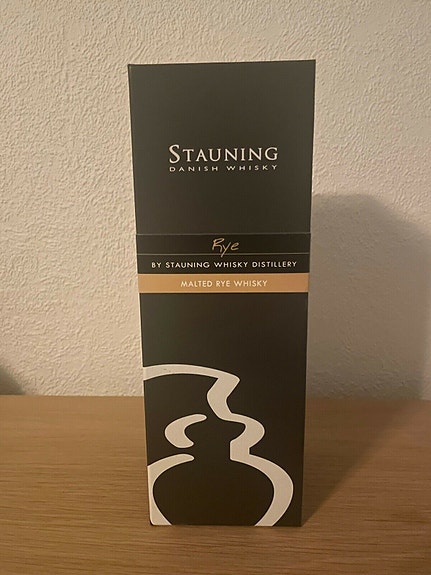 STAUNING
DANISH WHISKY
Rye
BY STAUNING WHISKY DISTILLERY
MALTED RYE WHISKY